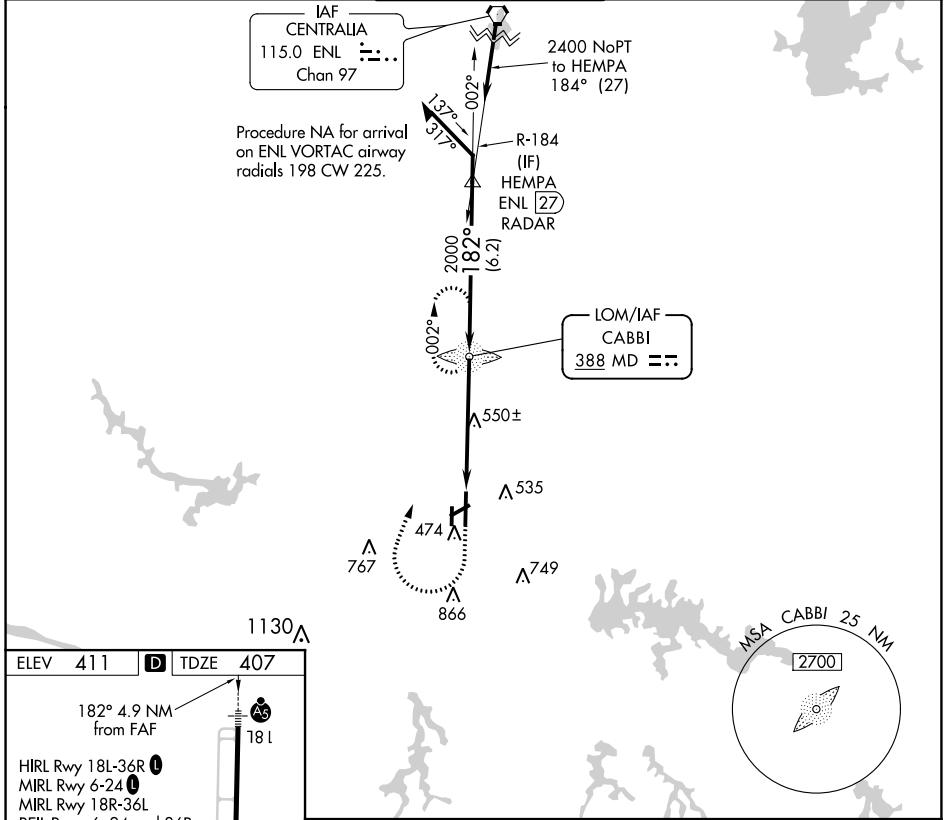 IAF
CENTRALIA
115.0 ENL
Chan 97
2400 NoPT
to HEMPA
184° (27)
002°
137°
317°
Procedure NA for arrival
on ENL VORTAC airway
radials 198 CW 225.
R-184
(IF)
HEMPA
ENL 27
RADAR
2000
182°
(6.2)
002°
LOM/IAF
CABBI
388 MD
550±
535
474
767
749
866
1130
MSA CABBI 25 NM
2700
ELEV 411 D TDZE 407
182° 4.9 NM
from FAF
A5
18L
HIRL Rwy 18L-36R L
MIRL Rwy 6-24 L
MIRL Rwy 18R-36L